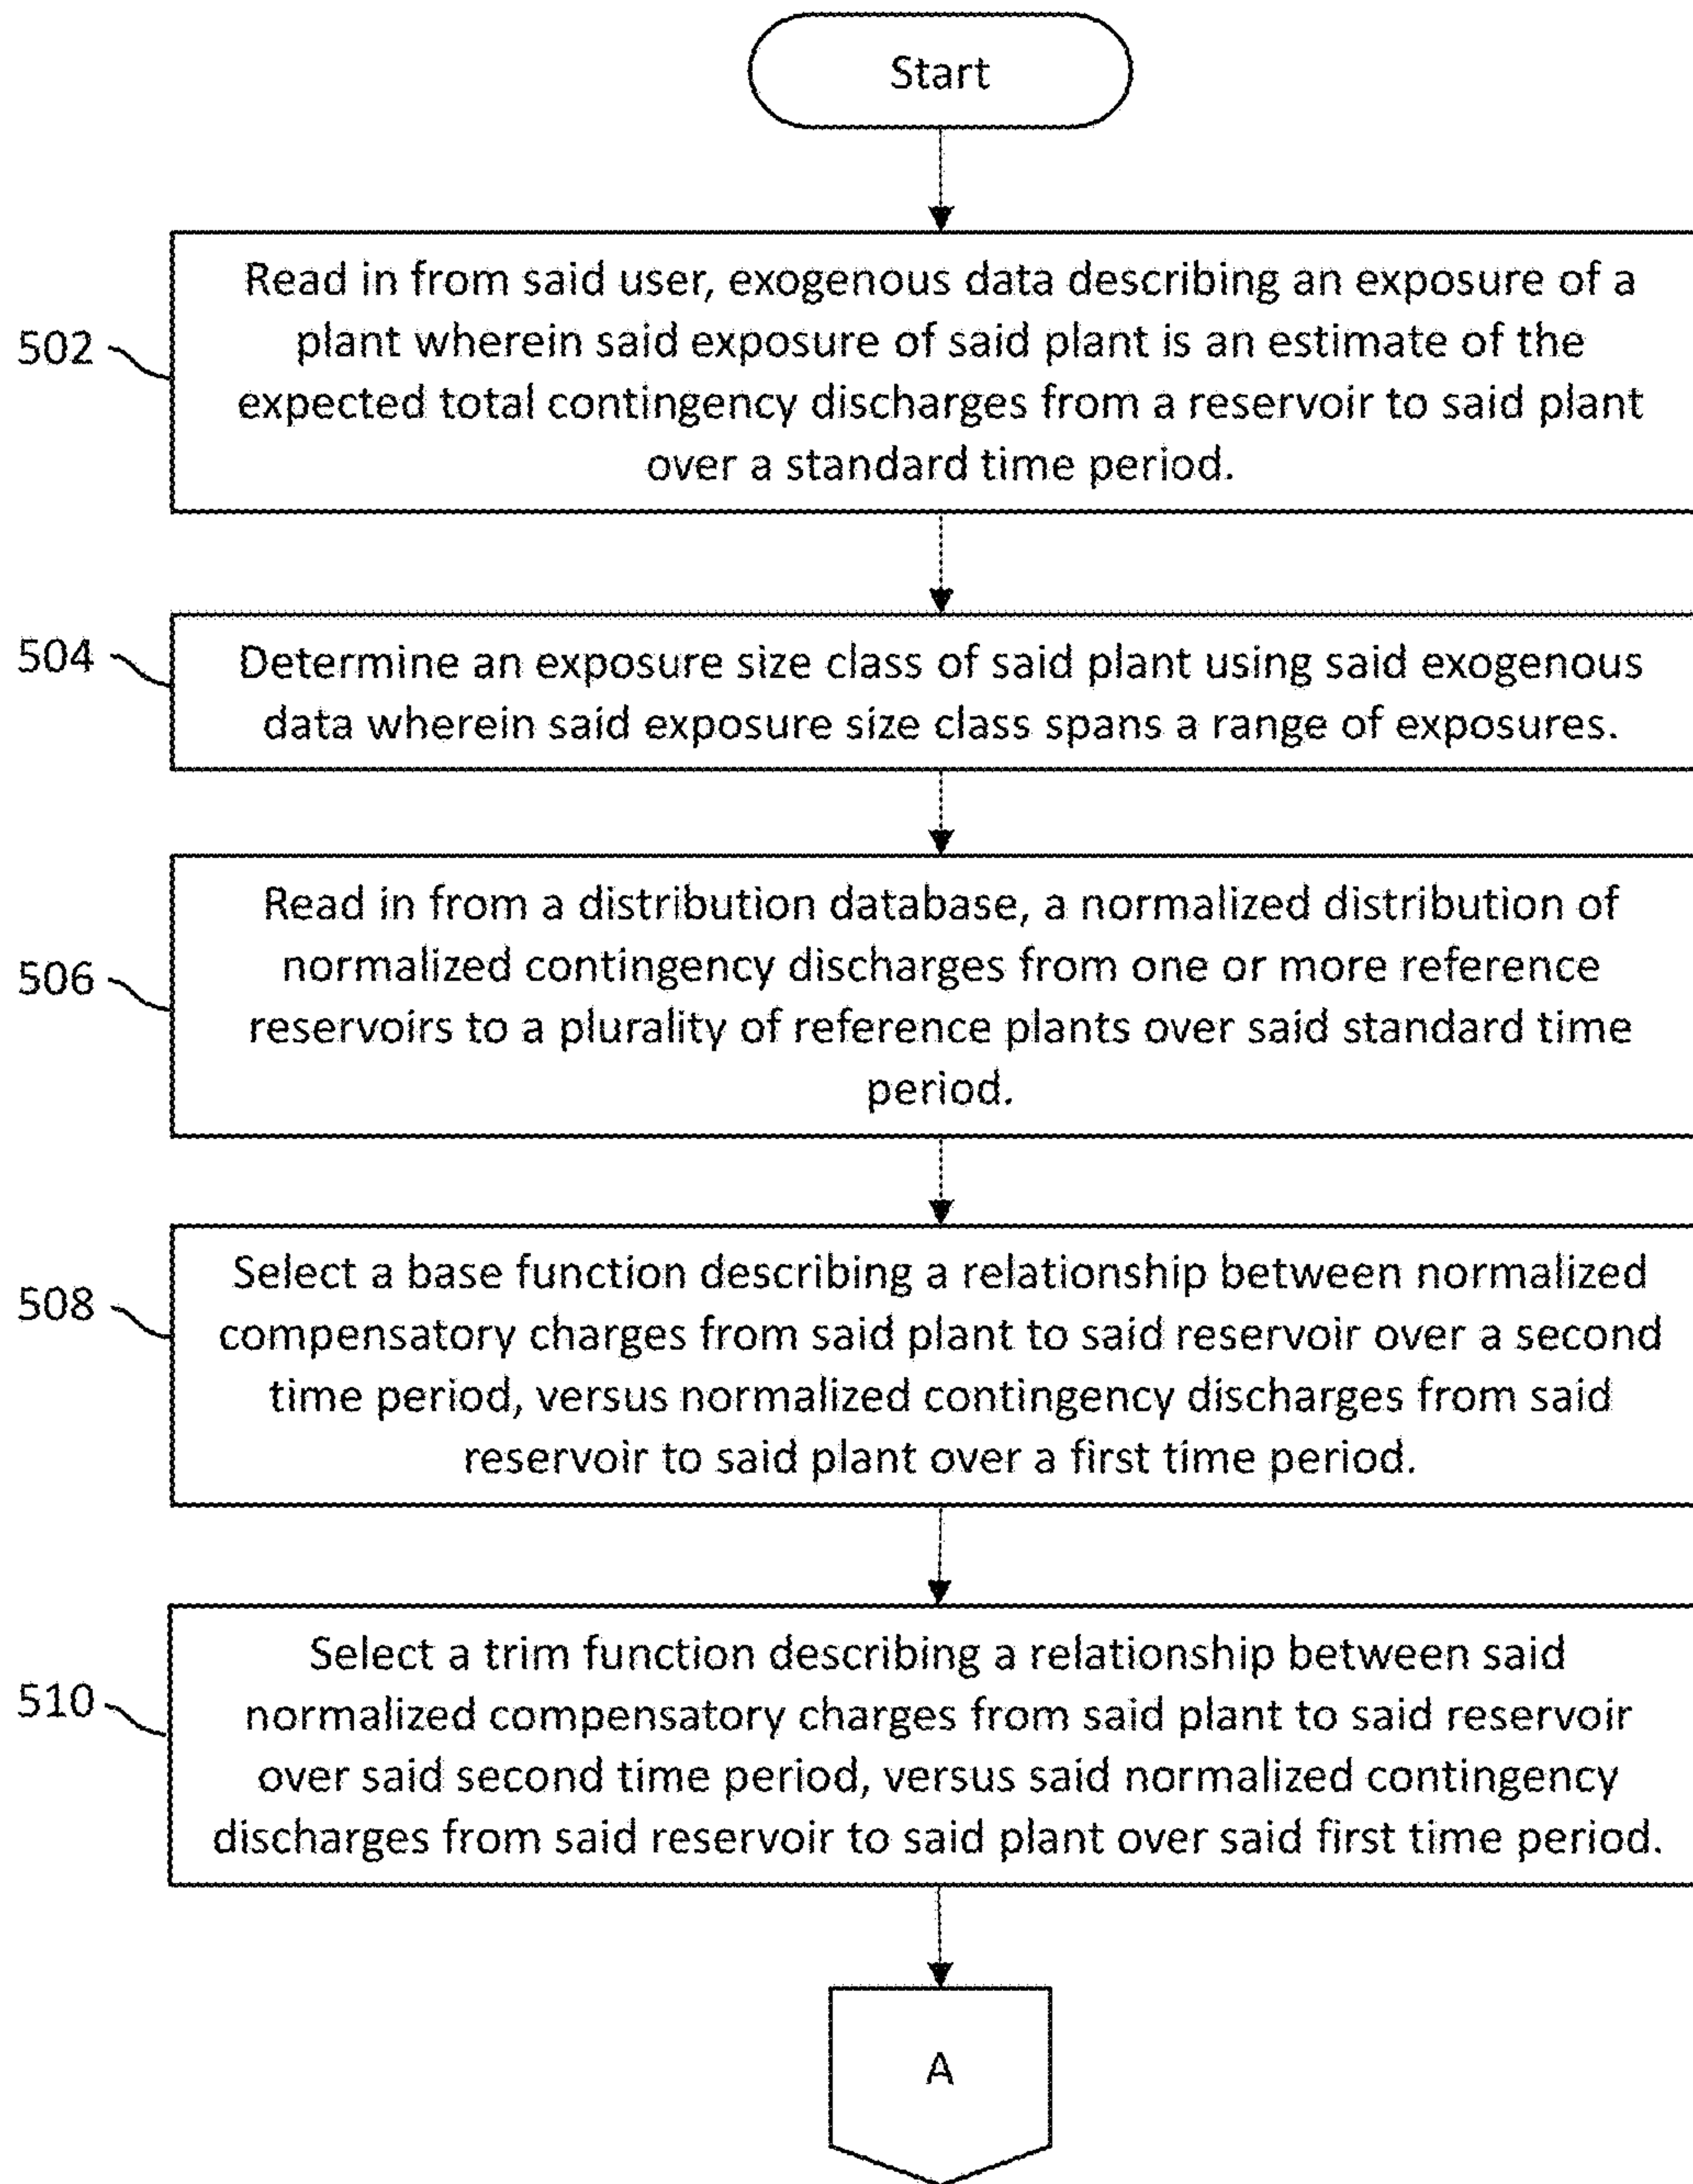 Start
502
Read in from said user, exogenous data describing an exposure of a
plant wherein said exposure of said plant is an estimate of the
expected total contingency discharges from a reservoir to said plant
over a standard time period.
504
Determine an exposure size class of said plant using said exogenous
data wherein said exposure size class spans a range of exposures.
506
Read in from a distribution database, a normalized distribution of
normalized contingency discharges from one or more reference
reservoirs to a plurality of reference plants over said standard time
period.
508
Select a base function describing a relationship between normalized
compensatory charges from said plant to said reservoir over a second
time period, versus normalized contingency discharges from said
reservoir to said plant over a first time period.
510
Select a trim function describing a relationship between said
normalized compensatory charges from said plant to said reservoir
over said second time period, versus said normalized contingency
discharges from said reservoir to said plant over said first time period.
A